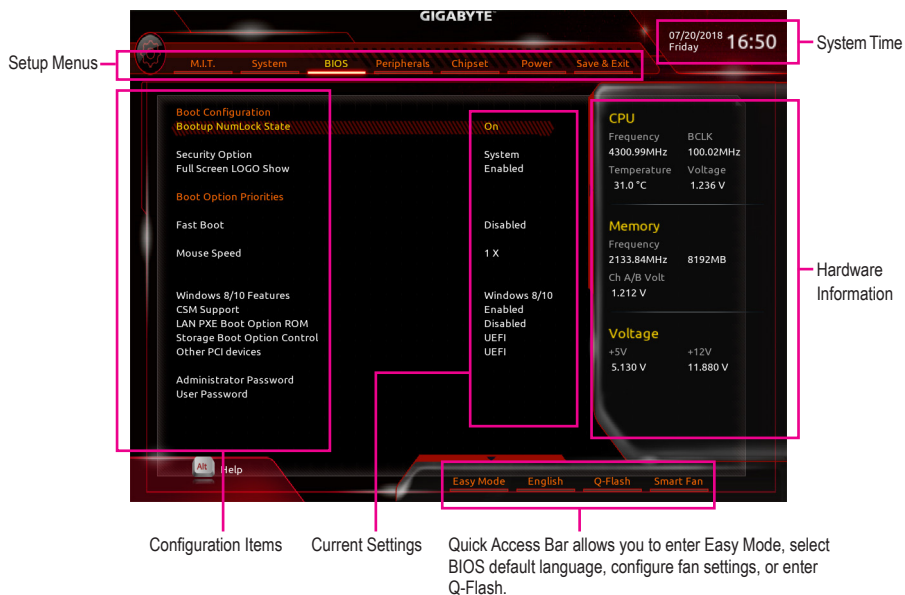 GIGABYTE™
07/20/2018
Friday
16:50
System Time
Setup Menus
M.I.T. System BIOS Peripherals Chipset Power Save & Exit
Boot Configuration
Bootup NumLock State On
Security Option System
Full Screen LOGO Show Enabled
Boot Option Priorities
Fast Boot Disabled
Mouse Speed 1 X
Windows 8/10 Features Windows 8/10
CSM Support Enabled
LAN PXE Boot Option ROM Disabled
Storage Boot Option Control UEFI
Other PCI devices UEFI
Administrator Password
User Password
CPU
Frequency BCLK
4300.99MHz 100.02MHz
Temperature Voltage
31.0 °C 1.236 V
Memory
Frequency
2133.84MHz 8192MB
Ch A/B Volt
1.212 V
Voltage
+5V +12V
5.130 V 11.880 V
Hardware
Information
Alt Help
Easy Mode English Q-Flash Smart Fan
Configuration Items
Current Settings
Quick Access Bar allows you to enter Easy Mode, select
BIOS default language, configure fan settings, or enter
Q-Flash.